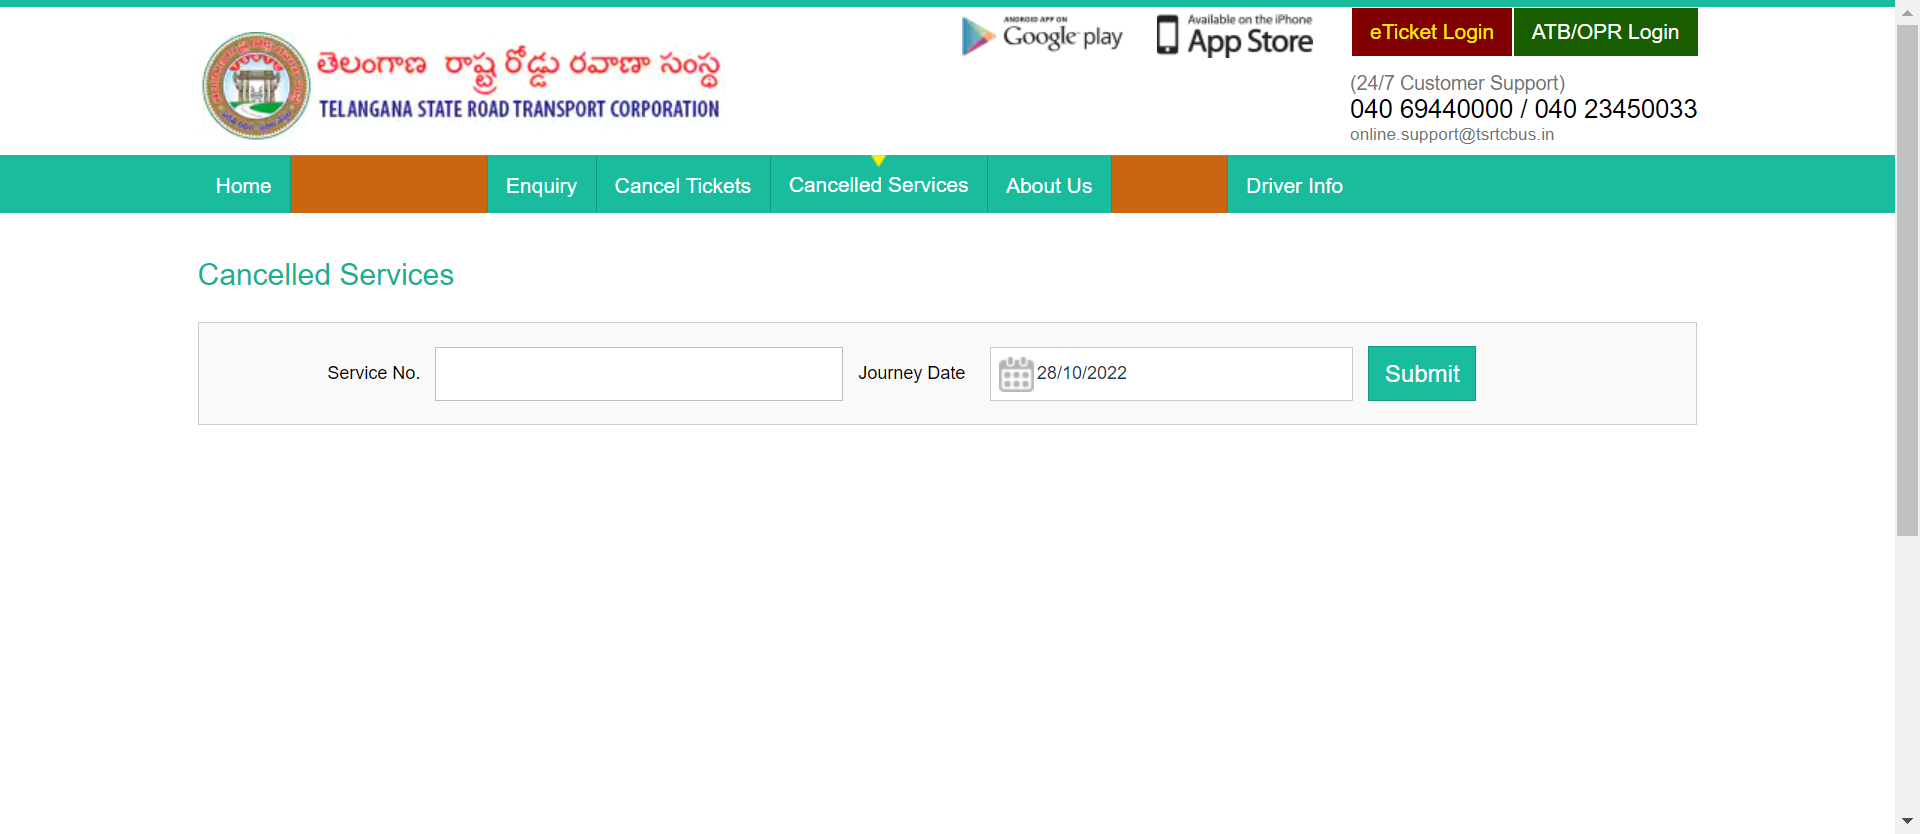 ANDROID APP ON
Google play
Available on the iPhone
App Store
eTicket Login
ATB/OPR Login
తెలంగాణ రాష్ట్ర రోడ్డు రవాణా సంస్థ
TELANGANA STATE ROAD TRANSPORT CORPORATION
(24/7 Customer Support)
040 69440000 / 040 23450033
online.support@tsrtcbus.in
Home
Enquiry
Cancel Tickets
Cancelled Services
About Us
Driver Info
Cancelled Services
Service No.
Journey Date
28/10/2022
Submit